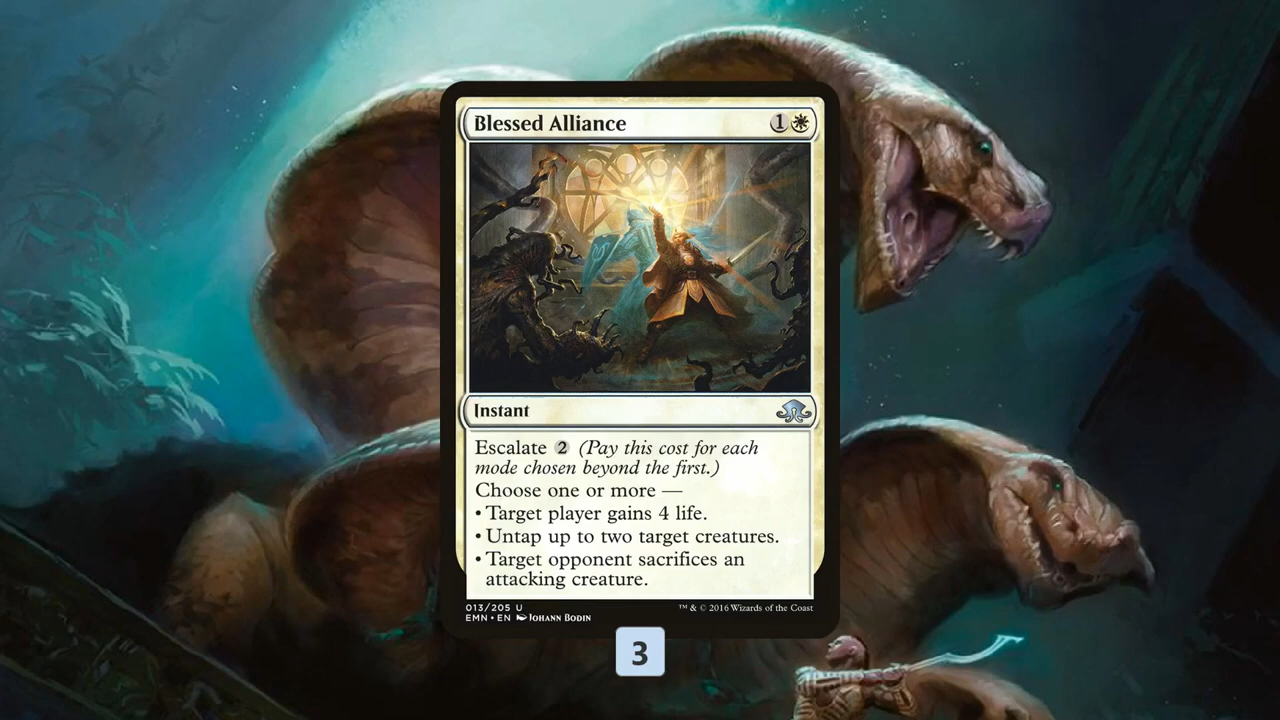 Blessed Alliance 1
Instant
Escalate 2 (Pay this cost for each
mode chosen beyond the first.)
Choose one or more —
• Target player gains 4 life.
• Untap up to two target creatures.
• Target opponent sacrifices an
attacking creature.
013/205 U
EMN • EN Johann Bodin
™ & © 2016 Wizards of the Coast
3